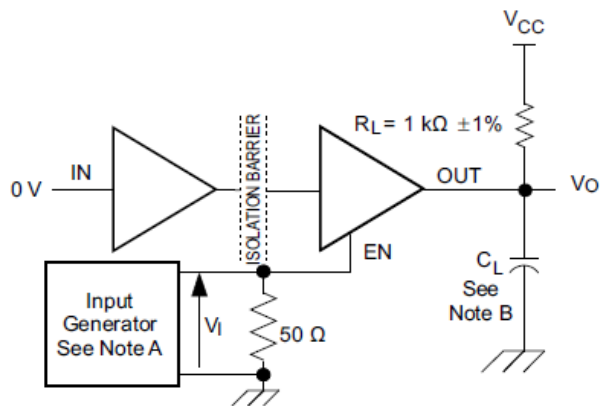 VCC
RL = 1 kΩ ±1%
ISOLATION BARRIER
IN
OUT
0 V
VO
EN
CL
See
Note B
Input
Generator
See Note A
VI
50 Ω